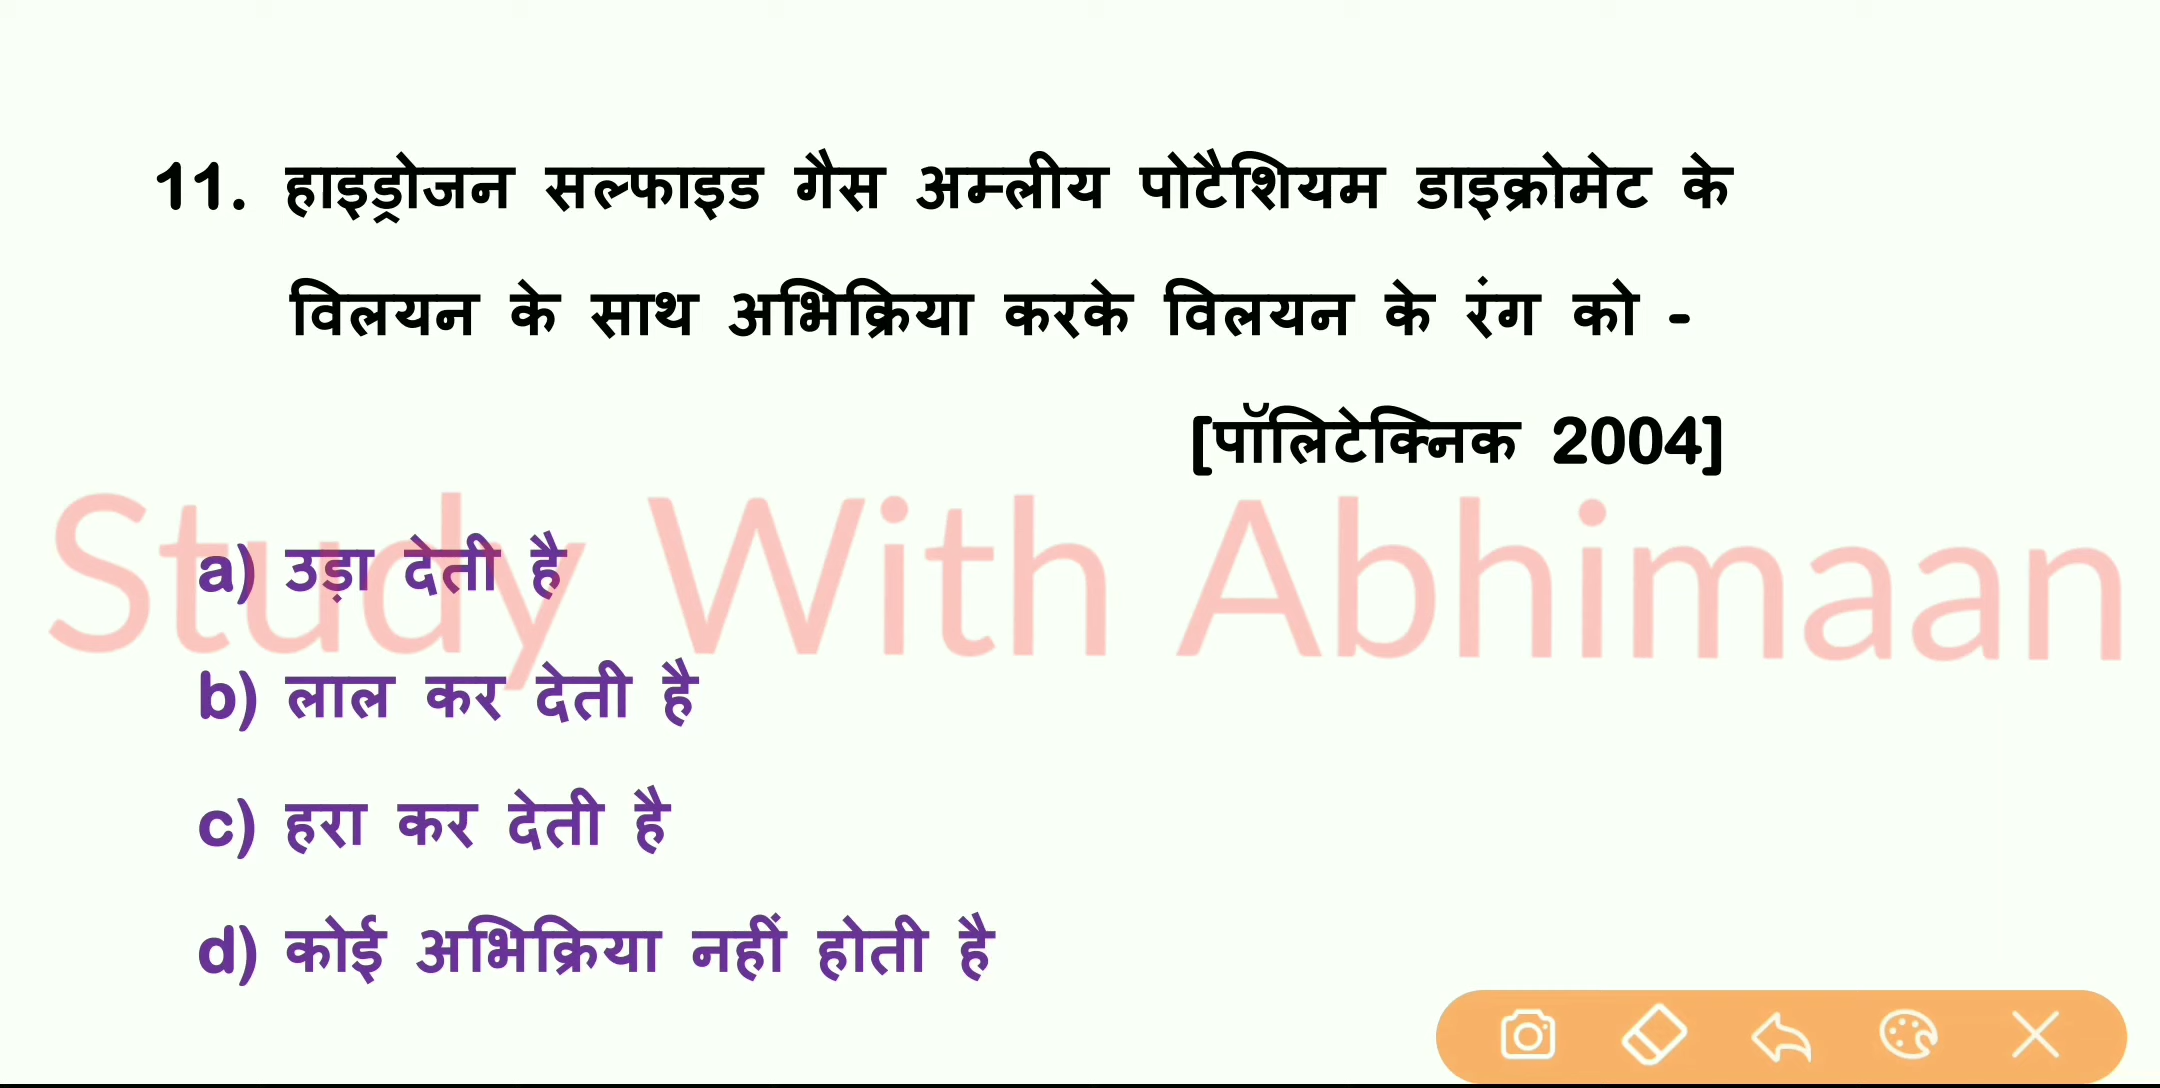 11. हाइड्रोजन सल्फाइड गैस अम्लीय पोटैशियम डाइक्रोमेट के
विलयन के साथ अभिक्रिया करके विलयन के रंग को -
[पॉलिटेक्निक 2004]
Study With Abhimaan
a) उड़ा देती है
b) लाल कर देती है
c) हरा कर देती है
d) कोई अभिक्रिया नहीं होती है